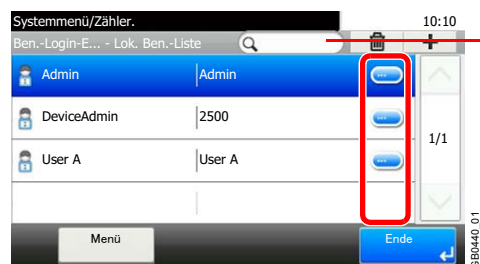 Systemmenü/Zähler. 10:10
Ben.-Login-E... - Lok. Ben.-Liste
Admin Admin
DeviceAdmin 2500
User A User A
1/1
Menü Ende
GB0440_01